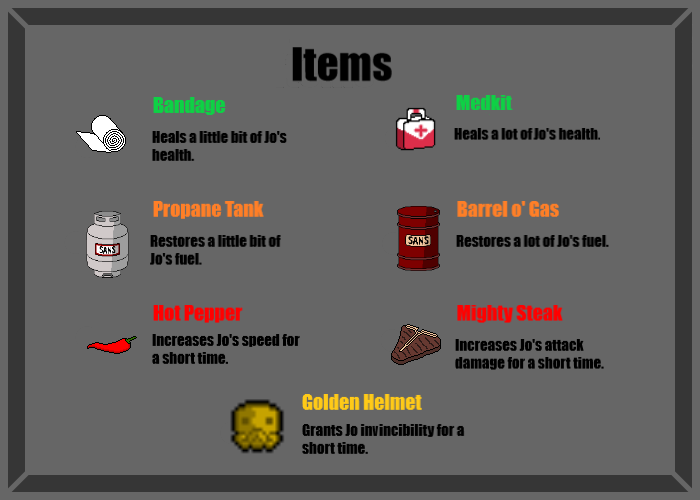 Items
Bandage
Heals a little bit of Jo's
health.
Medkit
Heals a lot of Jo's health.
Propane Tank
Restores a little bit of
Jo's fuel.
SANS
Barrel o' Gas
Restores a lot of Jo's fuel.
SANS
Hot Pepper
Increases Jo's speed for
a short time.
Mighty Steak
Increases Jo's attack
damage for a short time.
Golden Helmet
Grants Jo invincibility for a
short time.